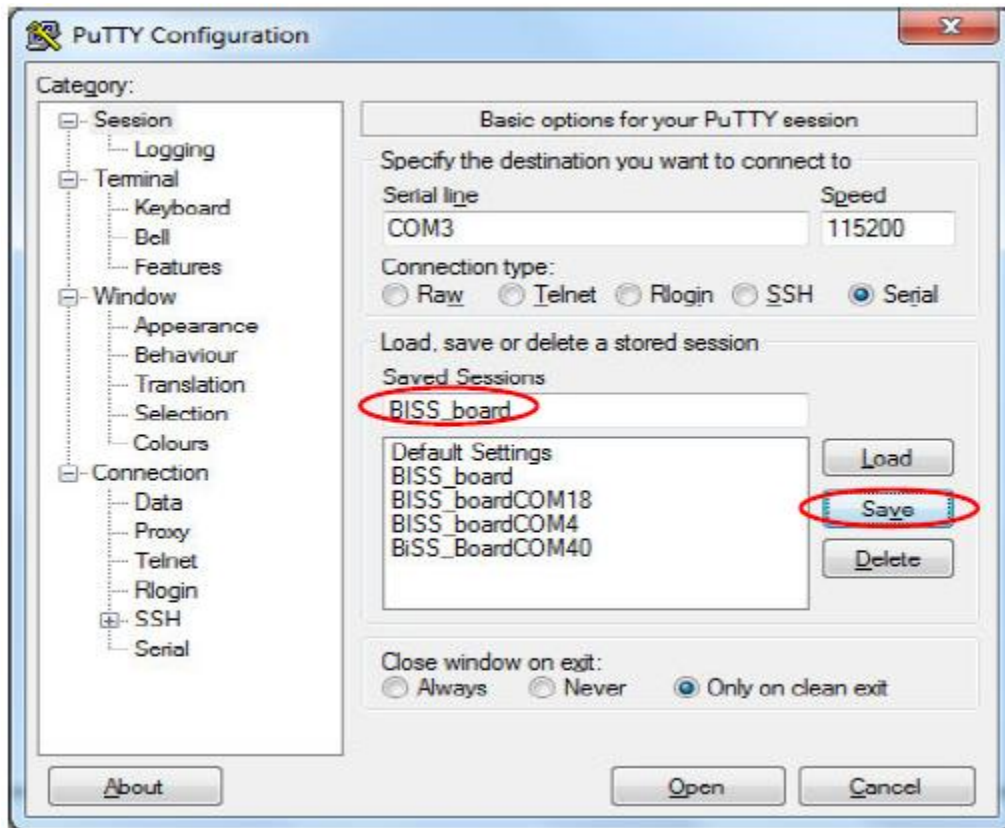 PuTTY Configuration
Category:
Session
Logging
Terminal
Keyboard
Bell
Features
Window
Appearance
Behaviour
Translation
Selection
Colours
Connection
Data
Proxy
Telnet
Rlogin
SSH
Serial
Basic options for your PuTTY session
Specify the destination you want to connect to
Serial line Speed
COM3 115200
Connection type:
Raw Telnet Rlogin SSH Serial
Load, save or delete a stored session
Saved Sessions
BISS_board
Default Settings
BISS_board
BISS_boardCOM18
BISS_boardCOM4
BiSS_BoardCOM40
Load
Save
Delete
Close window on exit:
Always Never Only on clean exit
About Open Cancel